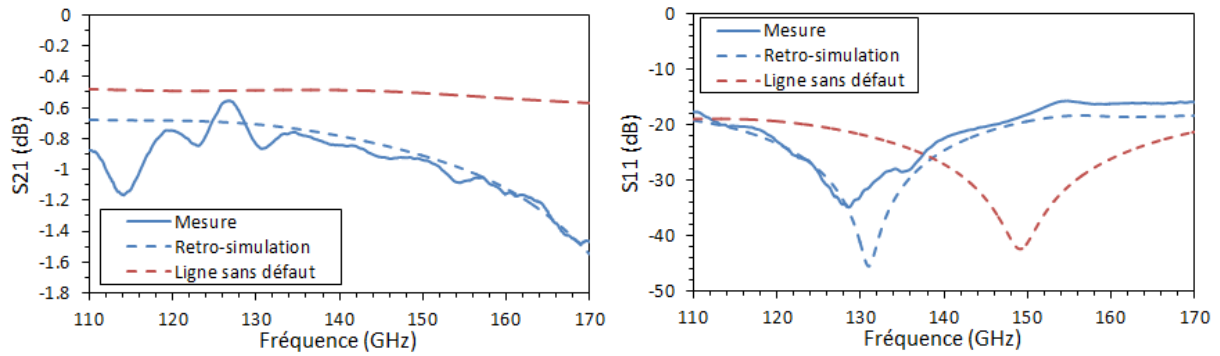 0
-0.2
-0.4
-0.6
-0.8
-1
-1.2
-1.4
-1.6
-1.8
S21 (dB)
Mesure
Retro-simulation
Ligne sans défaut
110 120 130 140 150 160 170
Fréquence (GHz)
0
-10
-20
-30
-40
-50
S11 (dB)
Mesure
Retro-simulation
Ligne sans défaut
110 120 130 140 150 160 170
Fréquence (GHz)